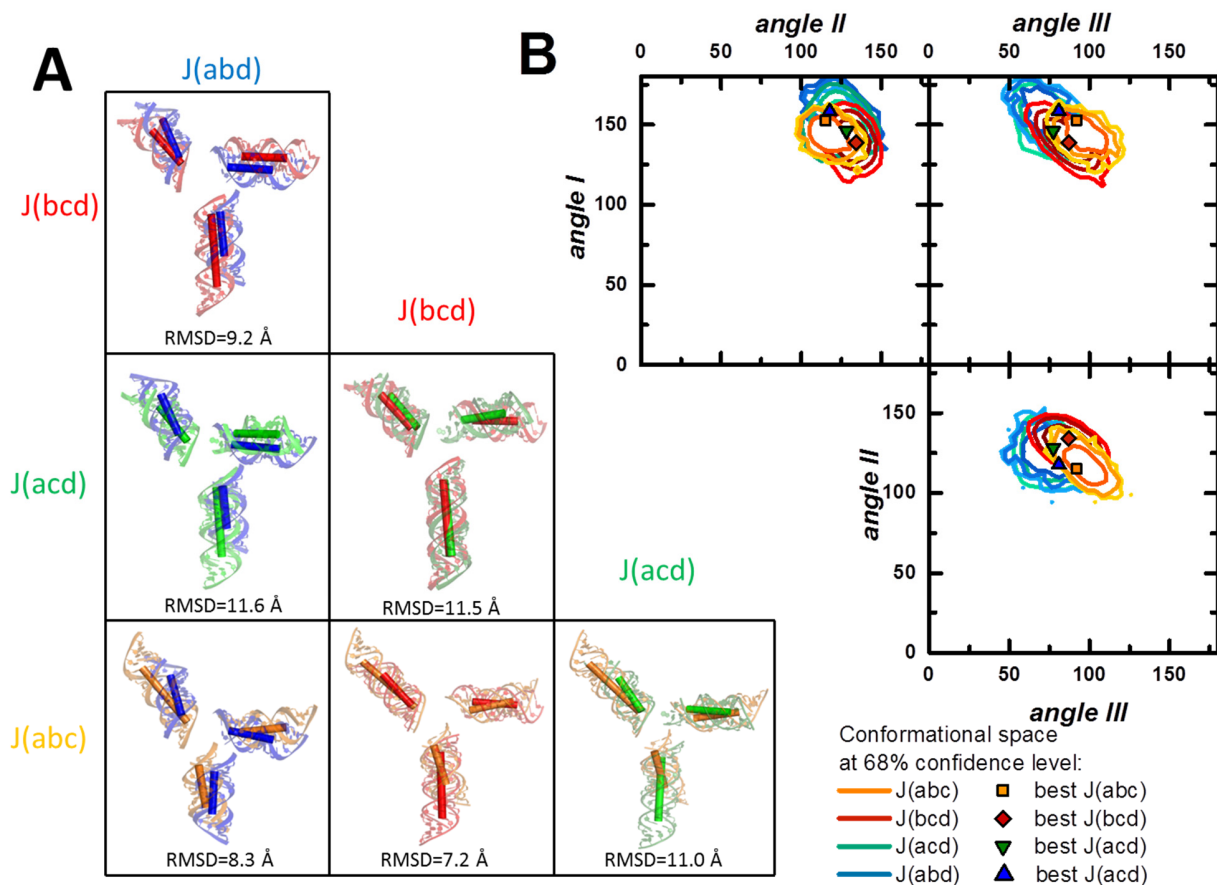 A
J(abd)
J(bcd)
RMSD=9.2 Å
J(bcd)
J(acd)
RMSD=11.6 Å
RMSD=11.5 Å
J(acd)
J(abc)
RMSD=8.3 Å
RMSD=7.2 Å
RMSD=11.0 Å
B
angle II
angle III
0 50 100 150
0 50 100 150
angle I
150
100
50
0
angle II
150
100
50
0
0 50 100 150
angle III
Conformational space
at 68% confidence level:
J(abc) best J(abc)
J(bcd) best J(bcd)
J(acd) best J(acd)
J(abd) best J(acd)